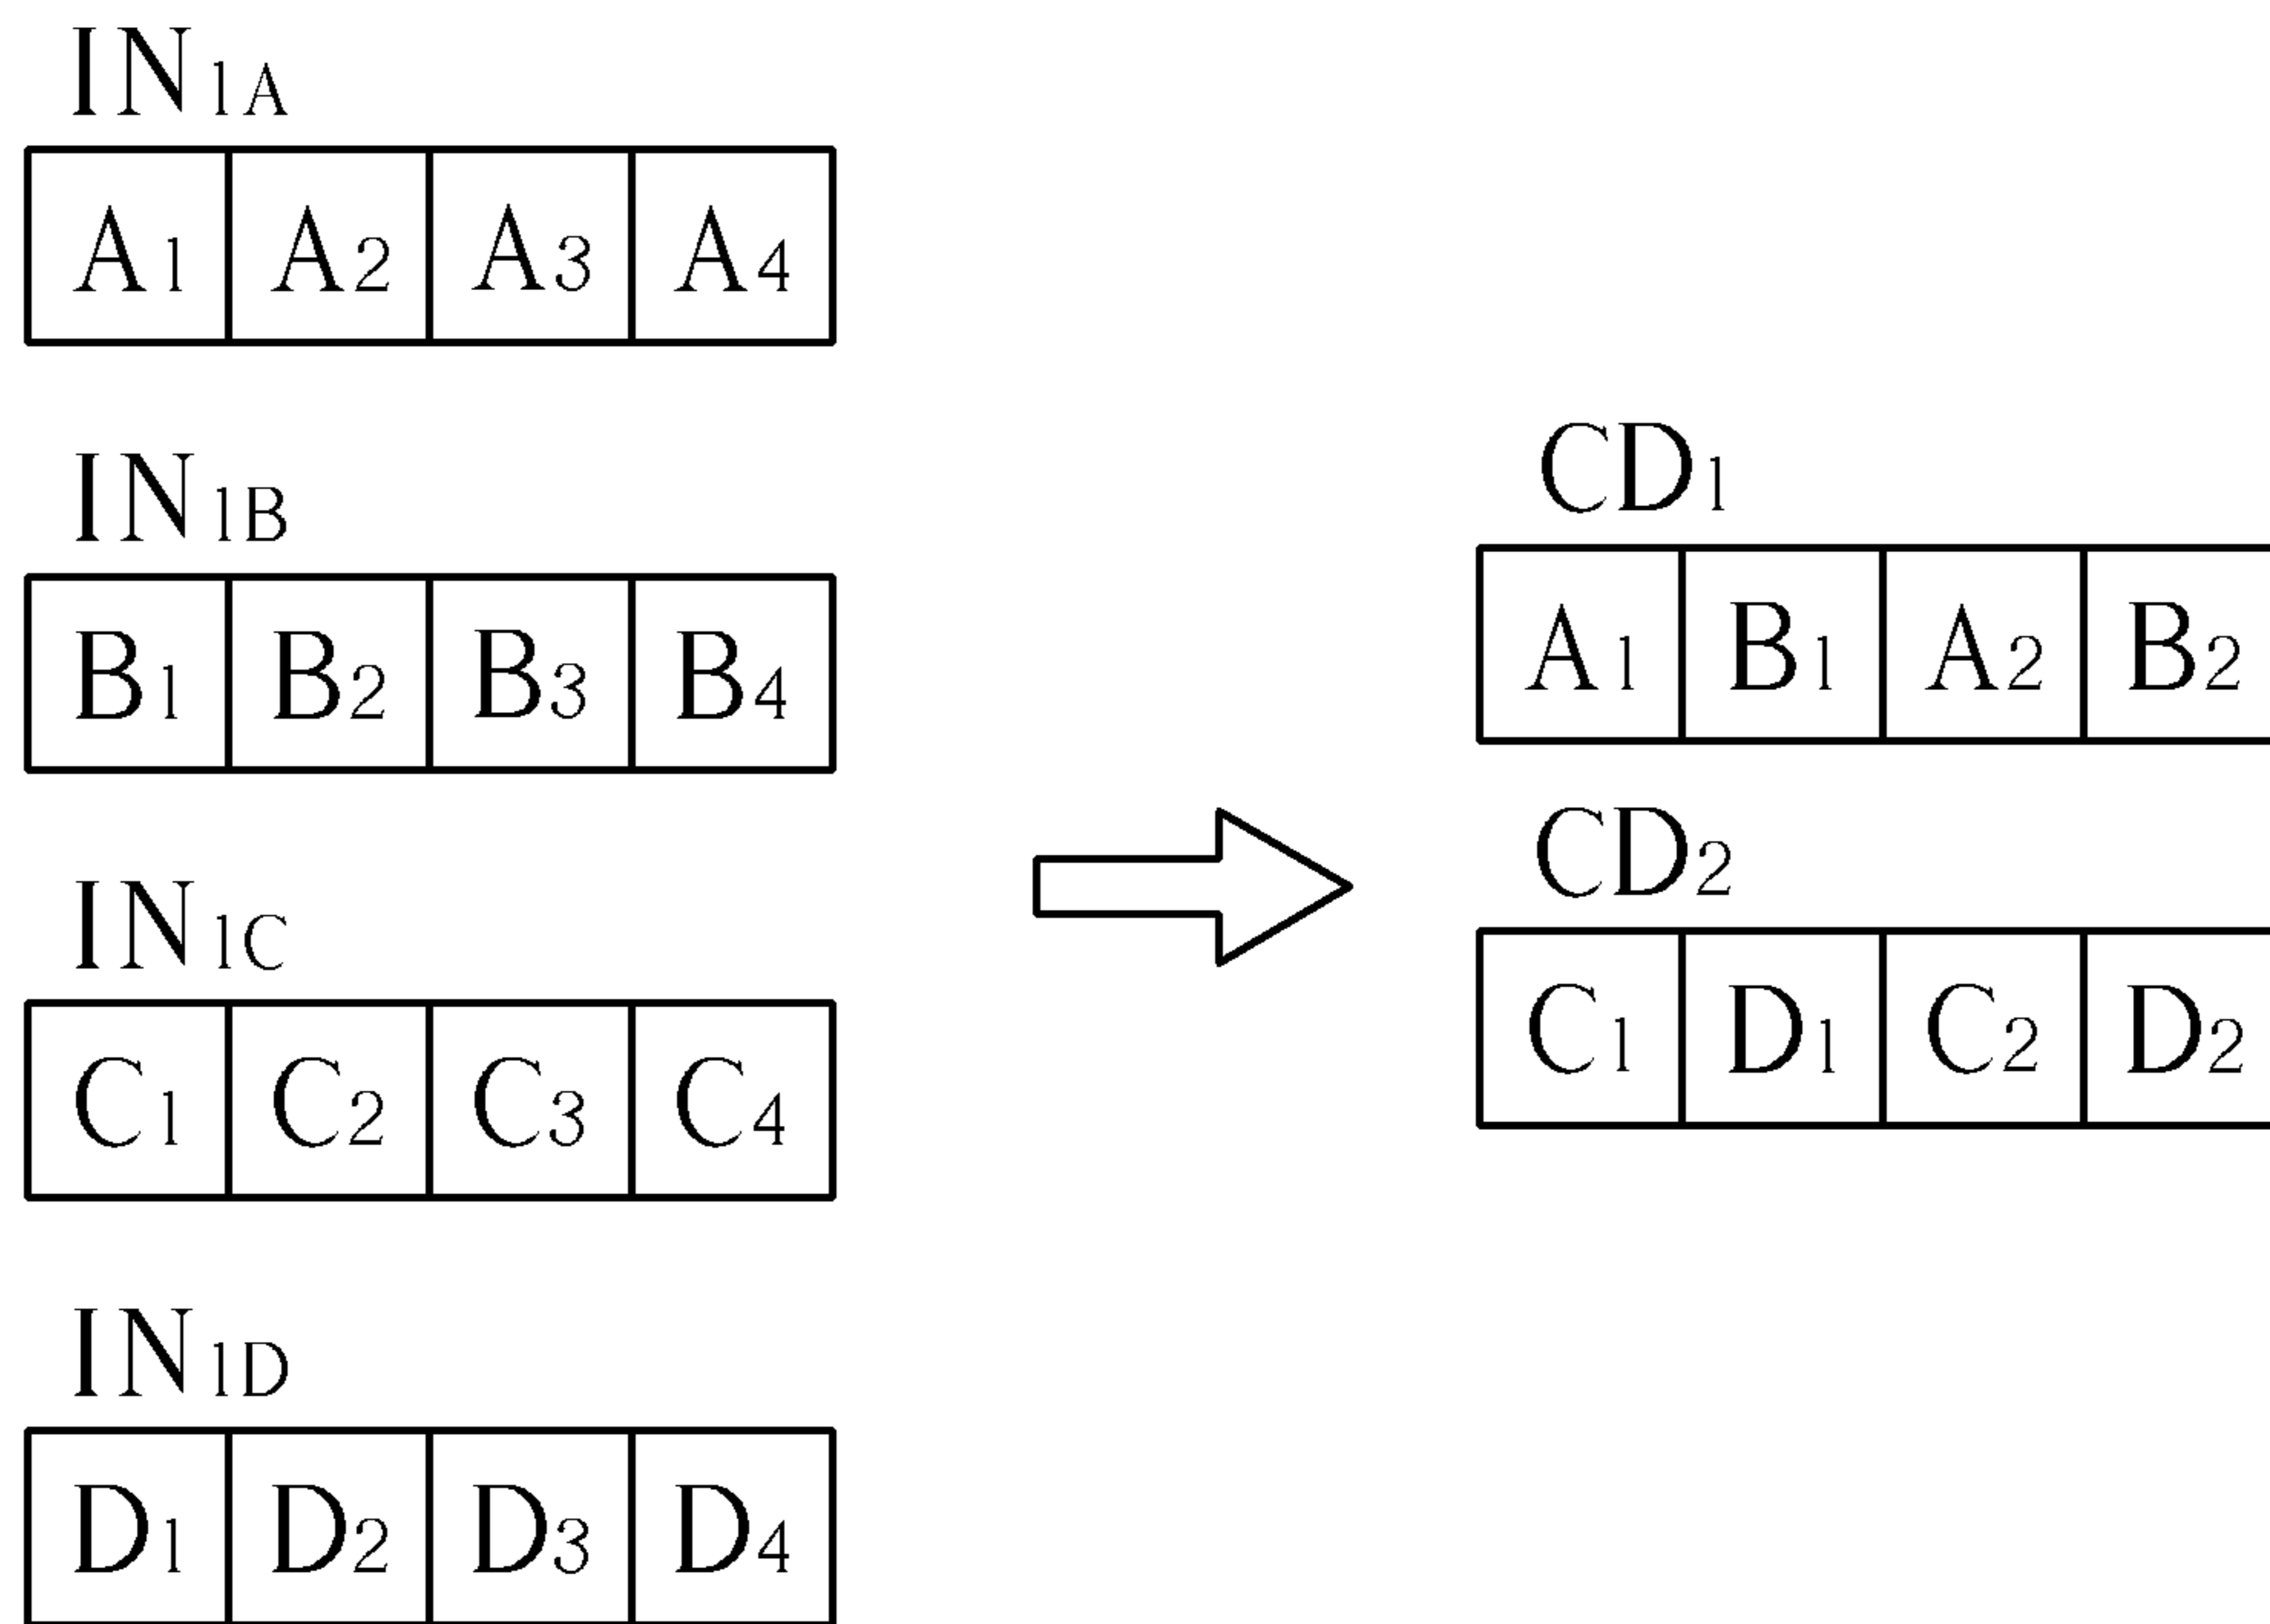 IN1A
A1 A2 A3 A4
IN1B
B1 B2 B3 B4
IN1C
C1 C2 C3 C4
IN1D
D1 D2 D3 D4
CD1
A1 B1 A2 B2
CD2
C1 D1 C2 D2